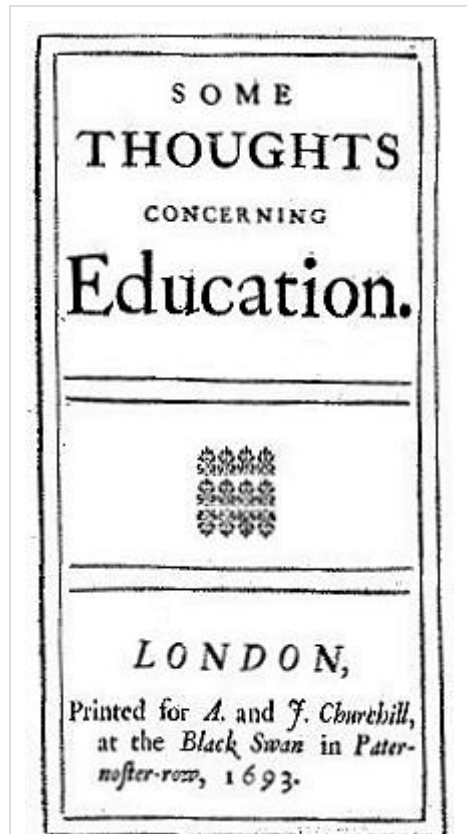 SOME
THOUGHTS
CONCERNING
Education.
LONDON,
Printed for A. and J. Churchill,
at the Black Swan in Pater-
noſter-row, 1693.